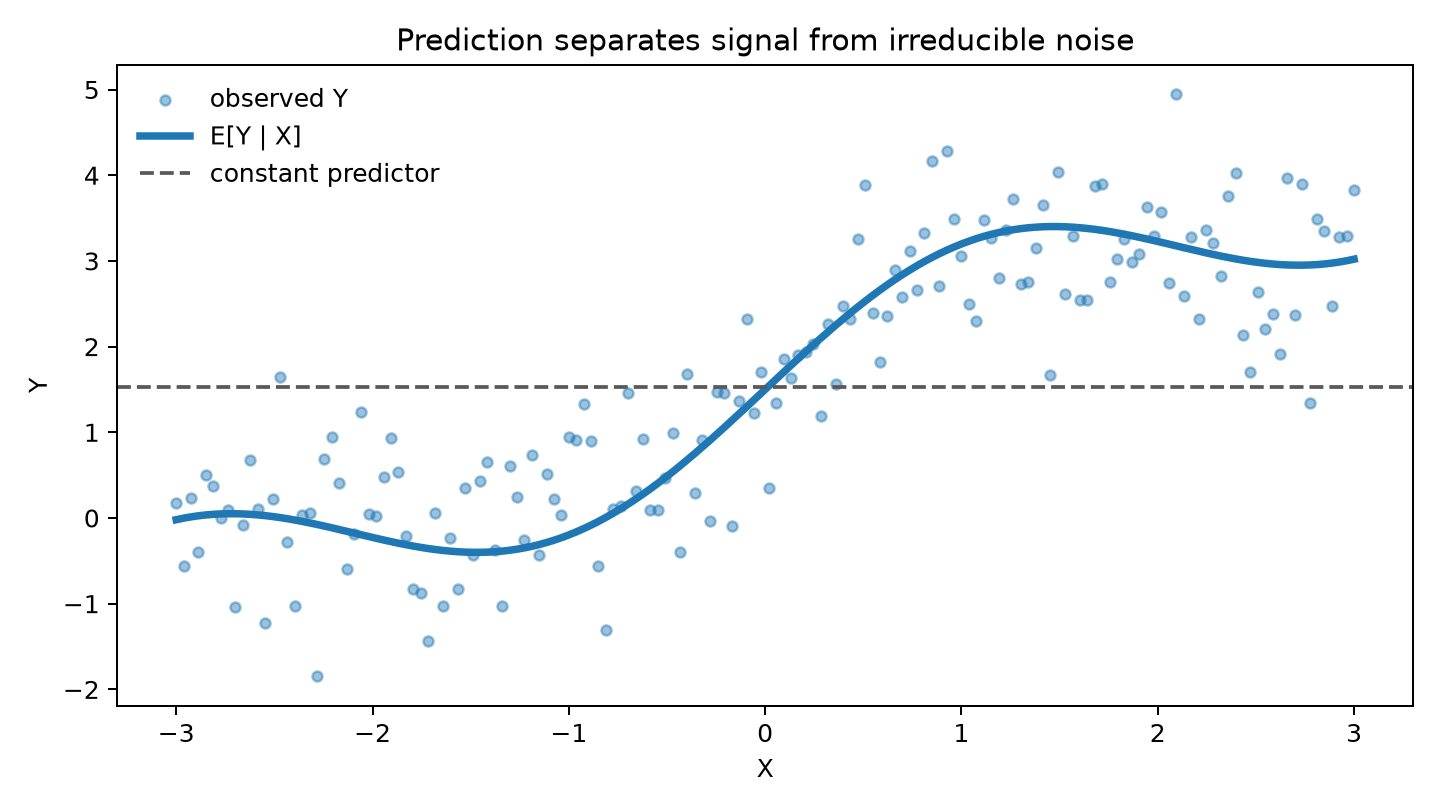 Prediction separates signal from irreducible noise
observed Y
E[Y | X]
constant predictor
5
4
3
2
1
0
−1
−2
Y
−3
−2
−1
0
1
2
3
X